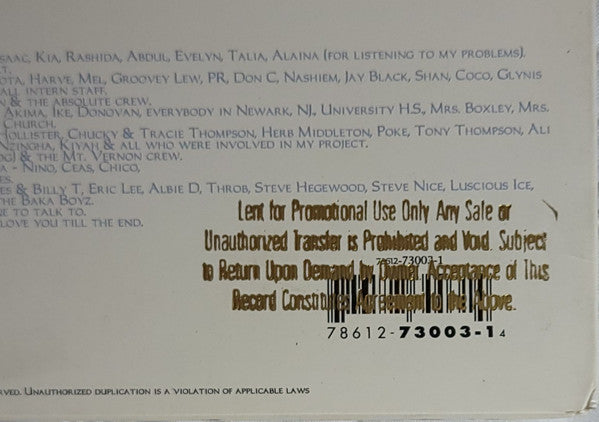 saac, Kia, Rashida, Abdul, Evelyn, Talia, Alaina (for listening to my problems).
t.
ota, Harve, Mel, Groovey Lew, PR, Don C, Nashiem, Jay Black, Shan, Coco, Glynis
all intern staff.
n & the absolute crew.
Akima, Ike, Donovan, everybody in Newark, NJ, University H.S., Mrs. Boxley, Mrs.
Church.
Hollister, Chucky & Tracie Thompson, Herb Middleton, Poke, Tony Thompson, Ali
Nzingha, Kiyah & all who were involved in my project.
og) & the Mt. Vernon crew.
a - Nino, Ceas, Chico,
es.
es & Billy T, Eric Lee, Albie D, Throb, Steve Hegewood, Steve Nice, Luscious Ice,
the Baka Boyz.
ne to talk to.
love you till the end.
Lent for Promotional Use Only Any Sale or
Unauthorized Transfer is Prohibited and Void. Subject
78612-73003-1
to Return Upon Demand by Owner Acceptance of This
Record Constitutes Agreement to the Above.
78612-73003-1 4
rved. Unauthorized duplication is a violation of applicable laws